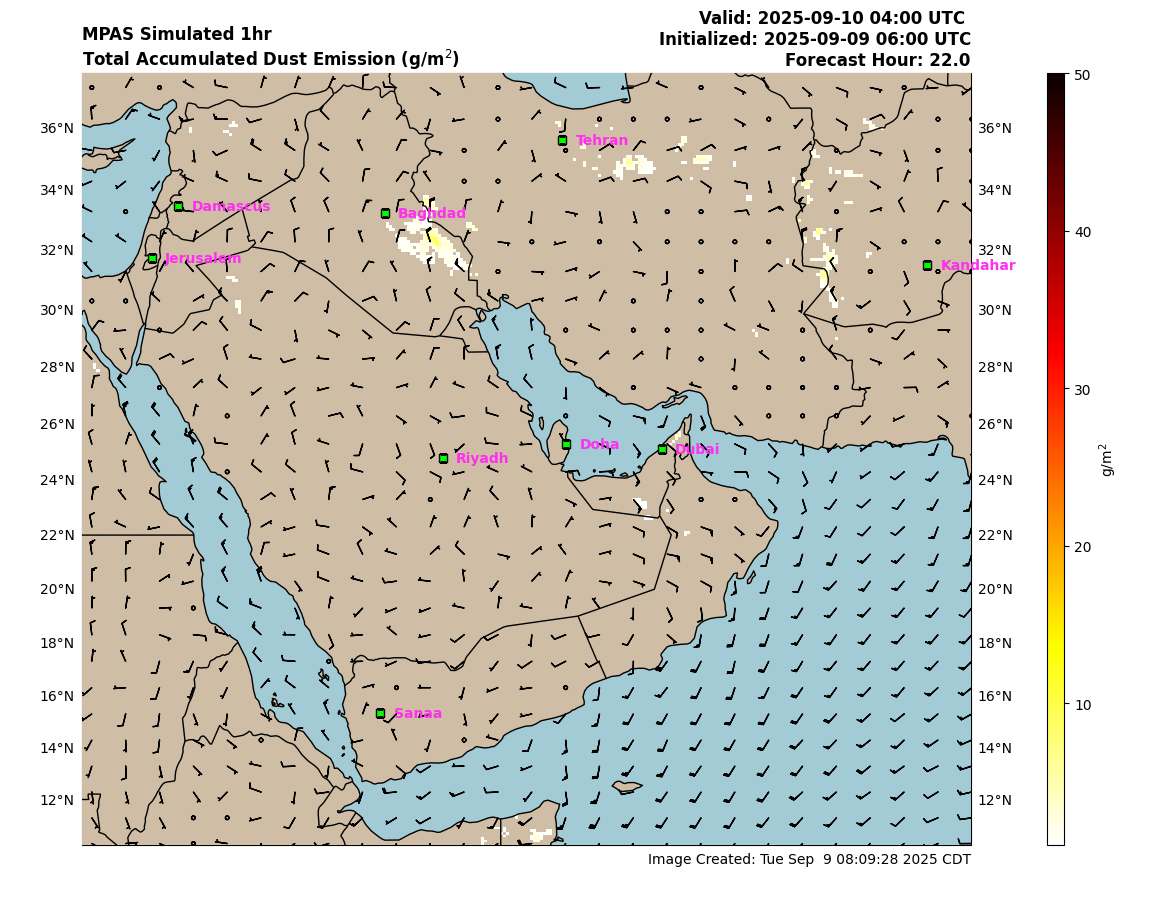 MPAS Simulated 1hr
Total Accumulated Dust Emission (g/m²)
Valid: 2025-09-10 04:00 UTC
Initialized: 2025-09-09 06:00 UTC
Forecast Hour: 22.0
36°N
34°N
32°N
30°N
28°N
26°N
24°N
22°N
20°N
18°N
16°N
14°N
12°N
Tehran
Damascus
Baghdad
Jerusalem
Kandahar
Doha
Dubai
Riyadh
Sanaa
36°N
34°N
32°N
30°N
28°N
26°N
24°N
22°N
20°N
18°N
16°N
14°N
12°N
50
40
30
20
10
g/m²
Image Created: Tue Sep  9 08:09:28 2025 CDT